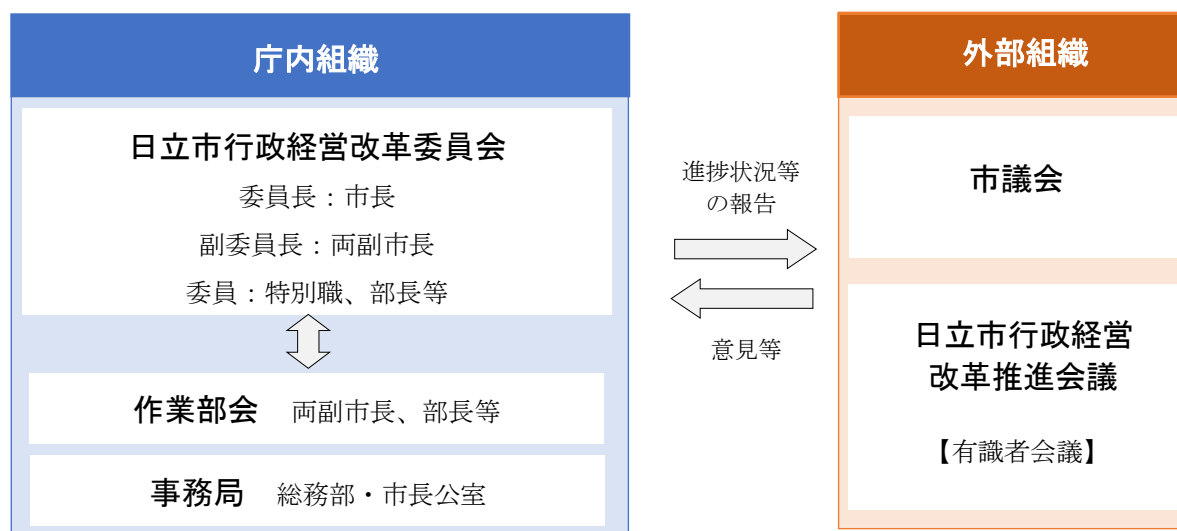 庁内組織
日立市行政経営改革委員会
委員長：市長
副委員長：両副市長
委員：特別職、部長等
作業部会　両副市長、部長等
事務局　総務部・市長公室
進捗状況等
の報告
意見等
外部組織
市議会
日立市行政経営
改革推進会議
【有識者会議】